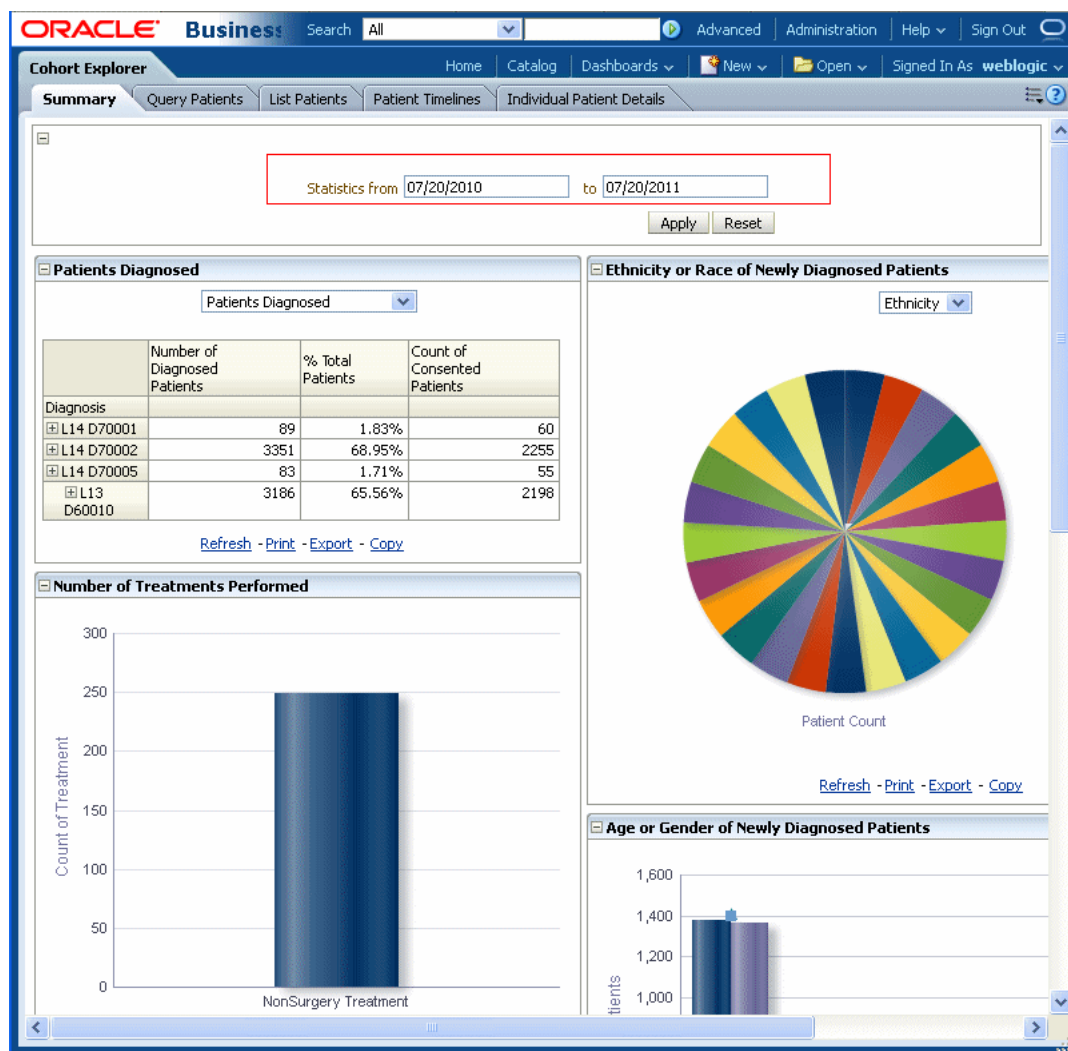 ORACLE Business Search All Advanced Administration Help Sign Out
Cohort Explorer Home Catalog Dashboards New Open Signed In As weblogic
Summary Query Patients List Patients Patient Timelines Individual Patient Details
Statistics from 07/20/2010 to 07/20/2011
Apply Reset
Patients Diagnosed
Patients Diagnosed
Number of Diagnosed Patients % Total Patients Count of Consented Patients
Diagnosis
L14 D70001 89 1.83% 60
L14 D70002 3351 68.95% 2255
L14 D70005 83 1.71% 55
L13 D60010 3186 65.56% 2198
Refresh - Print - Export - Copy
Number of Treatments Performed
300
250
200
150
100
50
0
Count of Treatment
NonSurgery Treatment
Ethnicity or Race of Newly Diagnosed Patients
Ethnicity
Patient Count
Refresh - Print - Export - Copy
Age or Gender of Newly Diagnosed Patients
1,600
1,400
1,200
1,000